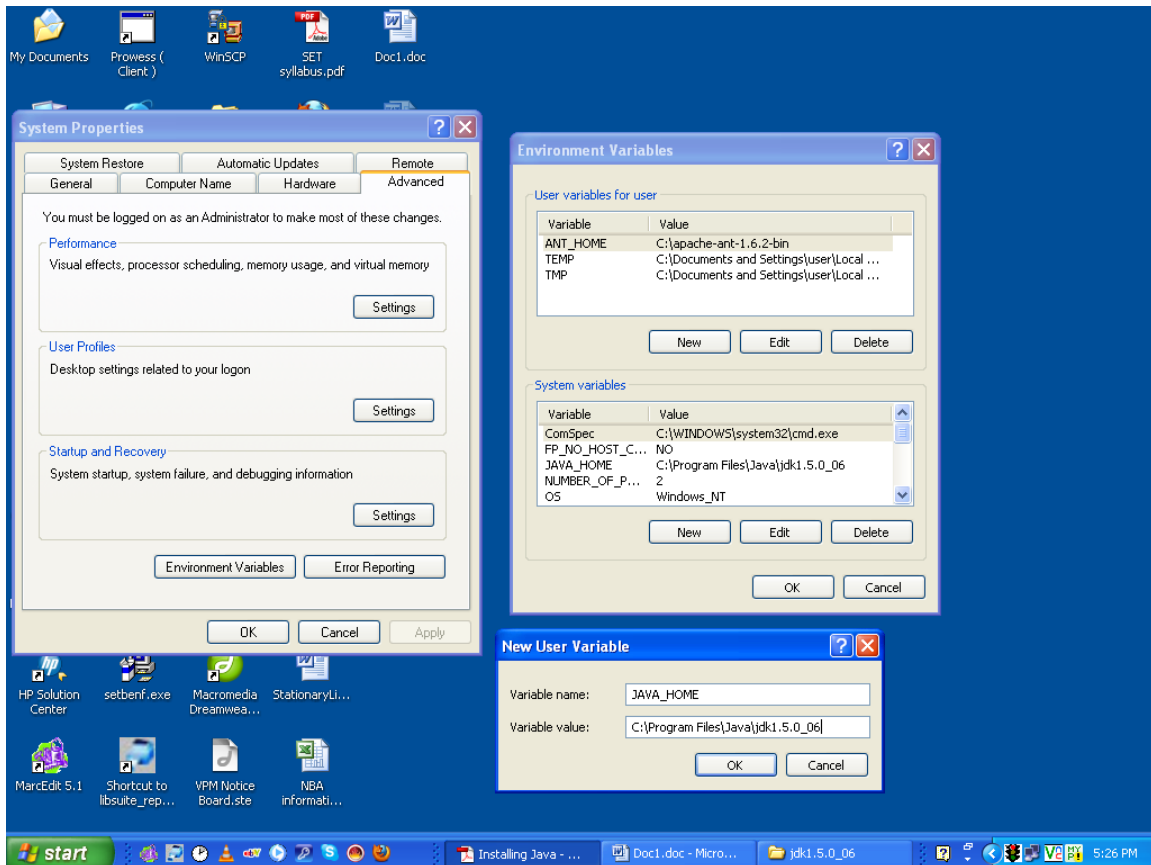 My Documents
Prowess (
Client )
WinSCP
PDF
Adobe
SET
syllabus.pdf
Doc1.doc
System Properties
System Restore
Automatic Updates
Remote
General
Computer Name
Hardware
Advanced
You must be logged on as an Administrator to make most of these changes.
Performance
Visual effects, processor scheduling, memory usage, and virtual memory
Settings
User Profiles
Desktop settings related to your logon
Settings
Startup and Recovery
System startup, system failure, and debugging information
Settings
Environment Variables
Error Reporting
OK
Cancel
Apply
Environment Variables
User variables for user
Variable Value
ANT_HOME C:\apache-ant-1.6.2-bin
TEMP C:\Documents and Settings\user\Local ...
TMP C:\Documents and Settings\user\Local ...
New
Edit
Delete
System variables
Variable Value
ComSpec C:\WINDOWS\system32\cmd.exe
FP_NO_HOST_C... NO
JAVA_HOME C:\Program Files\Java\jdk1.5.0_06
NUMBER_OF_P... 2
OS Windows_NT
New
Edit
Delete
OK
Cancel
New User Variable
Variable name: JAVA_HOME
Variable value: C:\Program Files\Java\jdk1.5.0_06
OK
Cancel
hp
HP Solution
Center
setbenf.exe
Macromedia
Dreamwea...
StationaryLi...
MarcEdit 5.1
Shortcut to
libsuite_rep...
VPM Notice
Board.ste
NBA
informati...
start
Installing Java - ...
Doc1.doc - Micro...
jdk1.5.0_06
5:26 PM